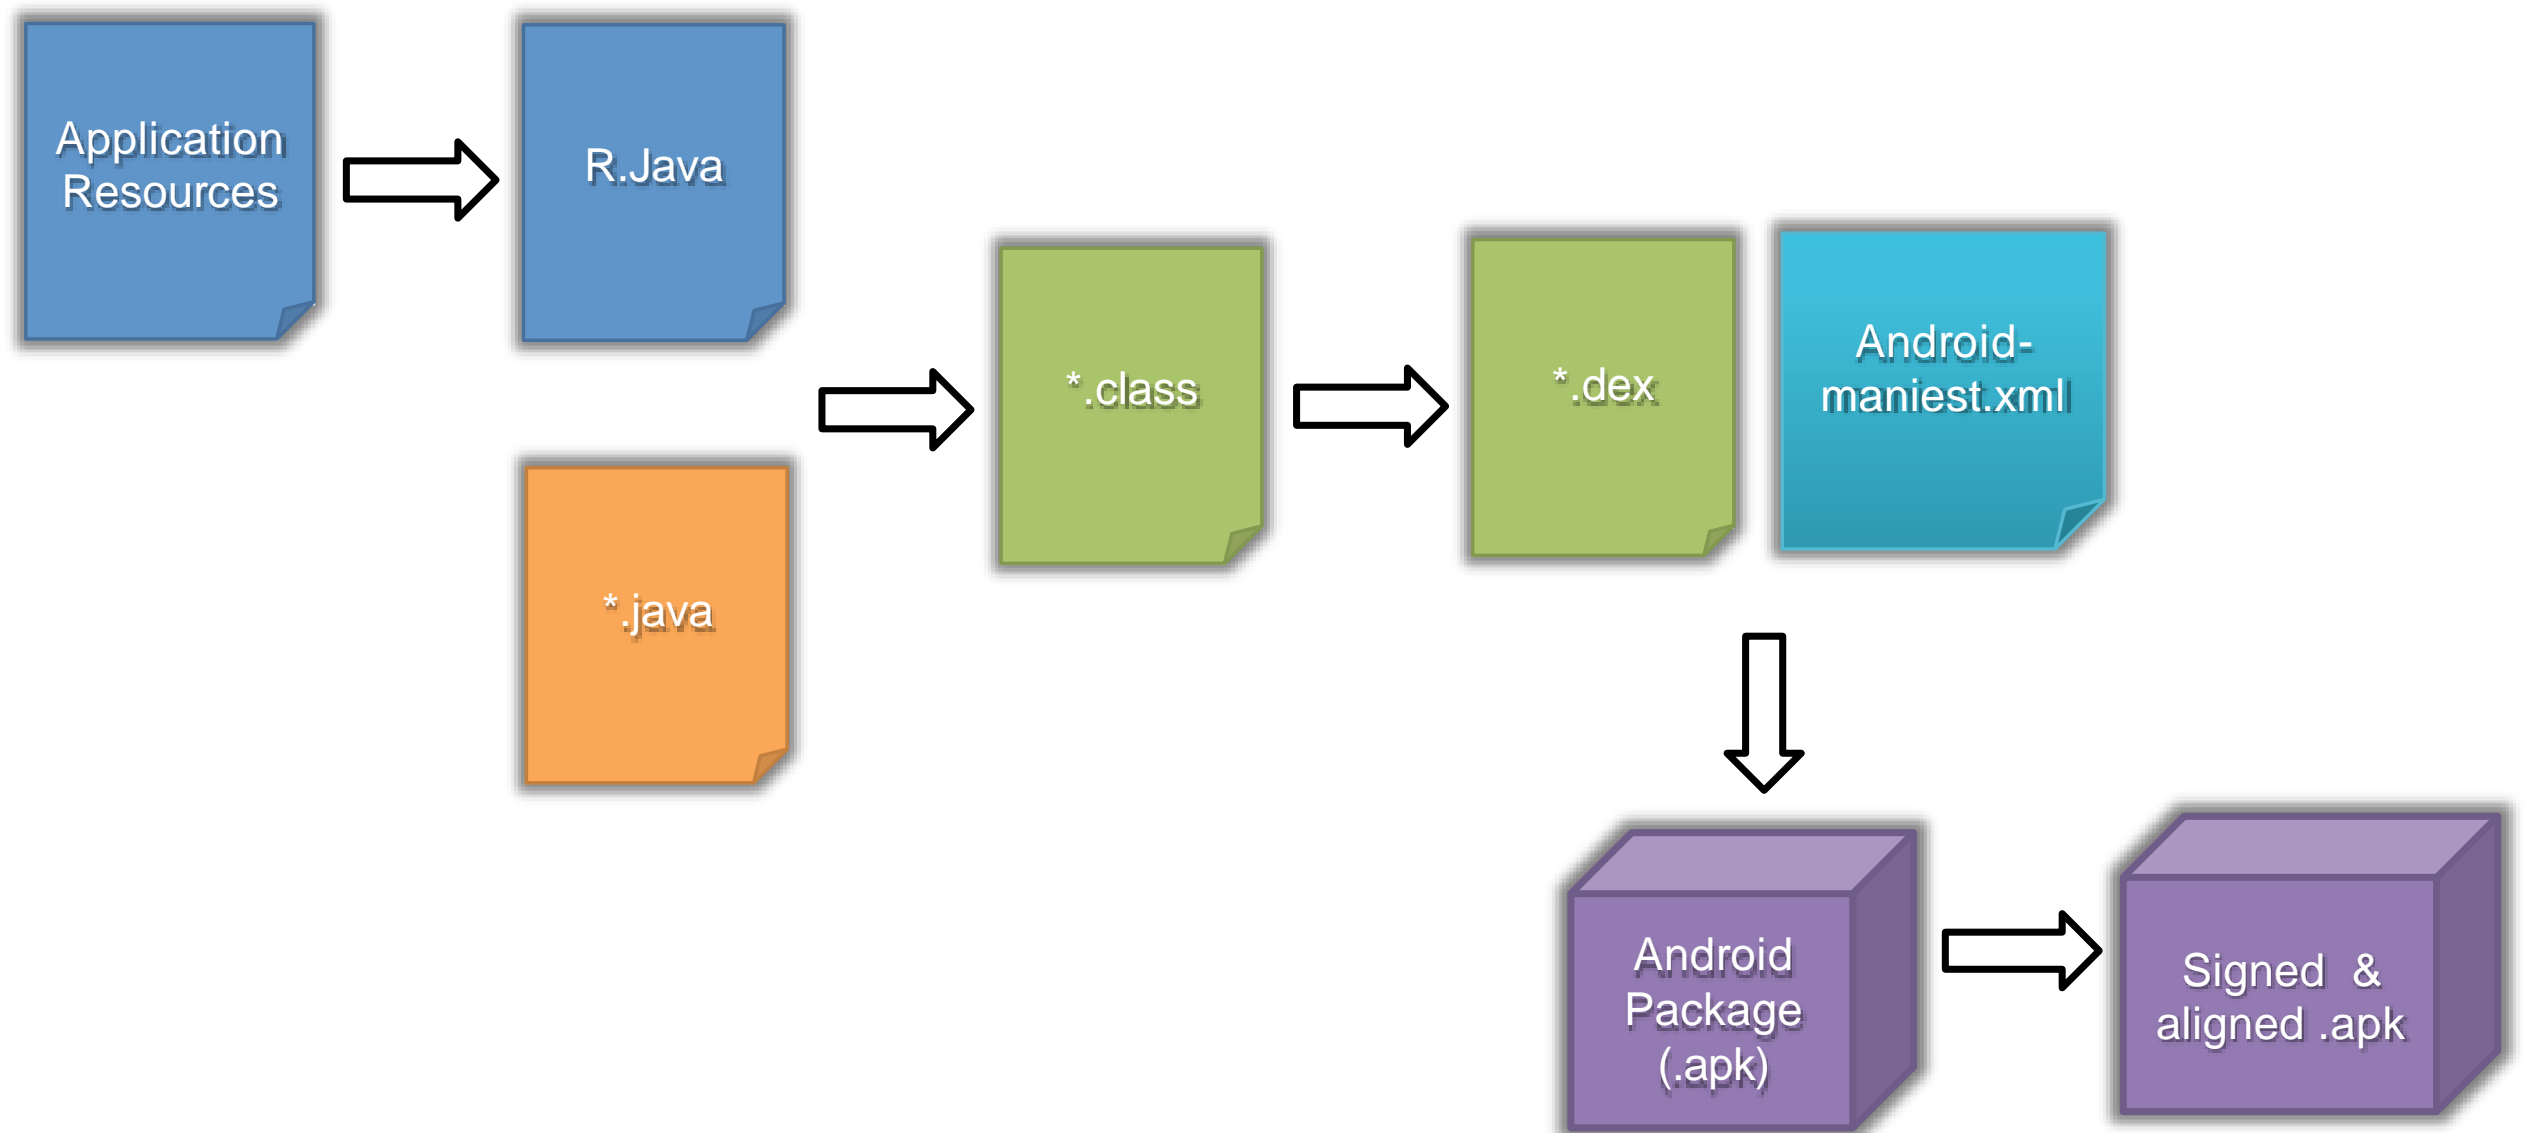 Application
Resources
R.Java
*.java
*.class
*.dex
Android-
maniest.xml
Android
Package
(.apk)
Signed & 
aligned .apk